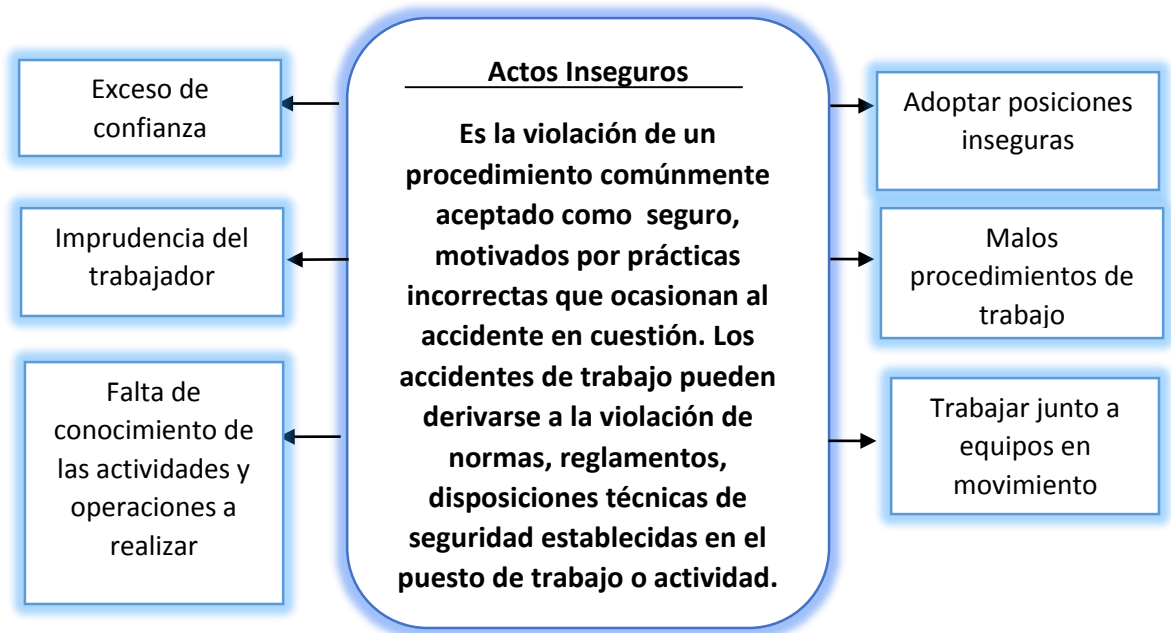 Exceso de
confianza
Imprudencia del
trabajador
Falta de
conocimiento de
las actividades y
operaciones a
realizar
Actos Inseguros
Es la violación de un
procedimiento comúnmente
aceptado como seguro,
motivados por prácticas
incorrectas que ocasionan al
accidente en cuestión. Los
accidentes de trabajo pueden
derivarse a la violación de
normas, reglamentos,
disposiciones técnicas de
seguridad establecidas en el
puesto de trabajo o actividad.
Adoptar posiciones
inseguras
Malos
procedimientos de
trabajo
Trabajar junto a
equipos en
movimiento